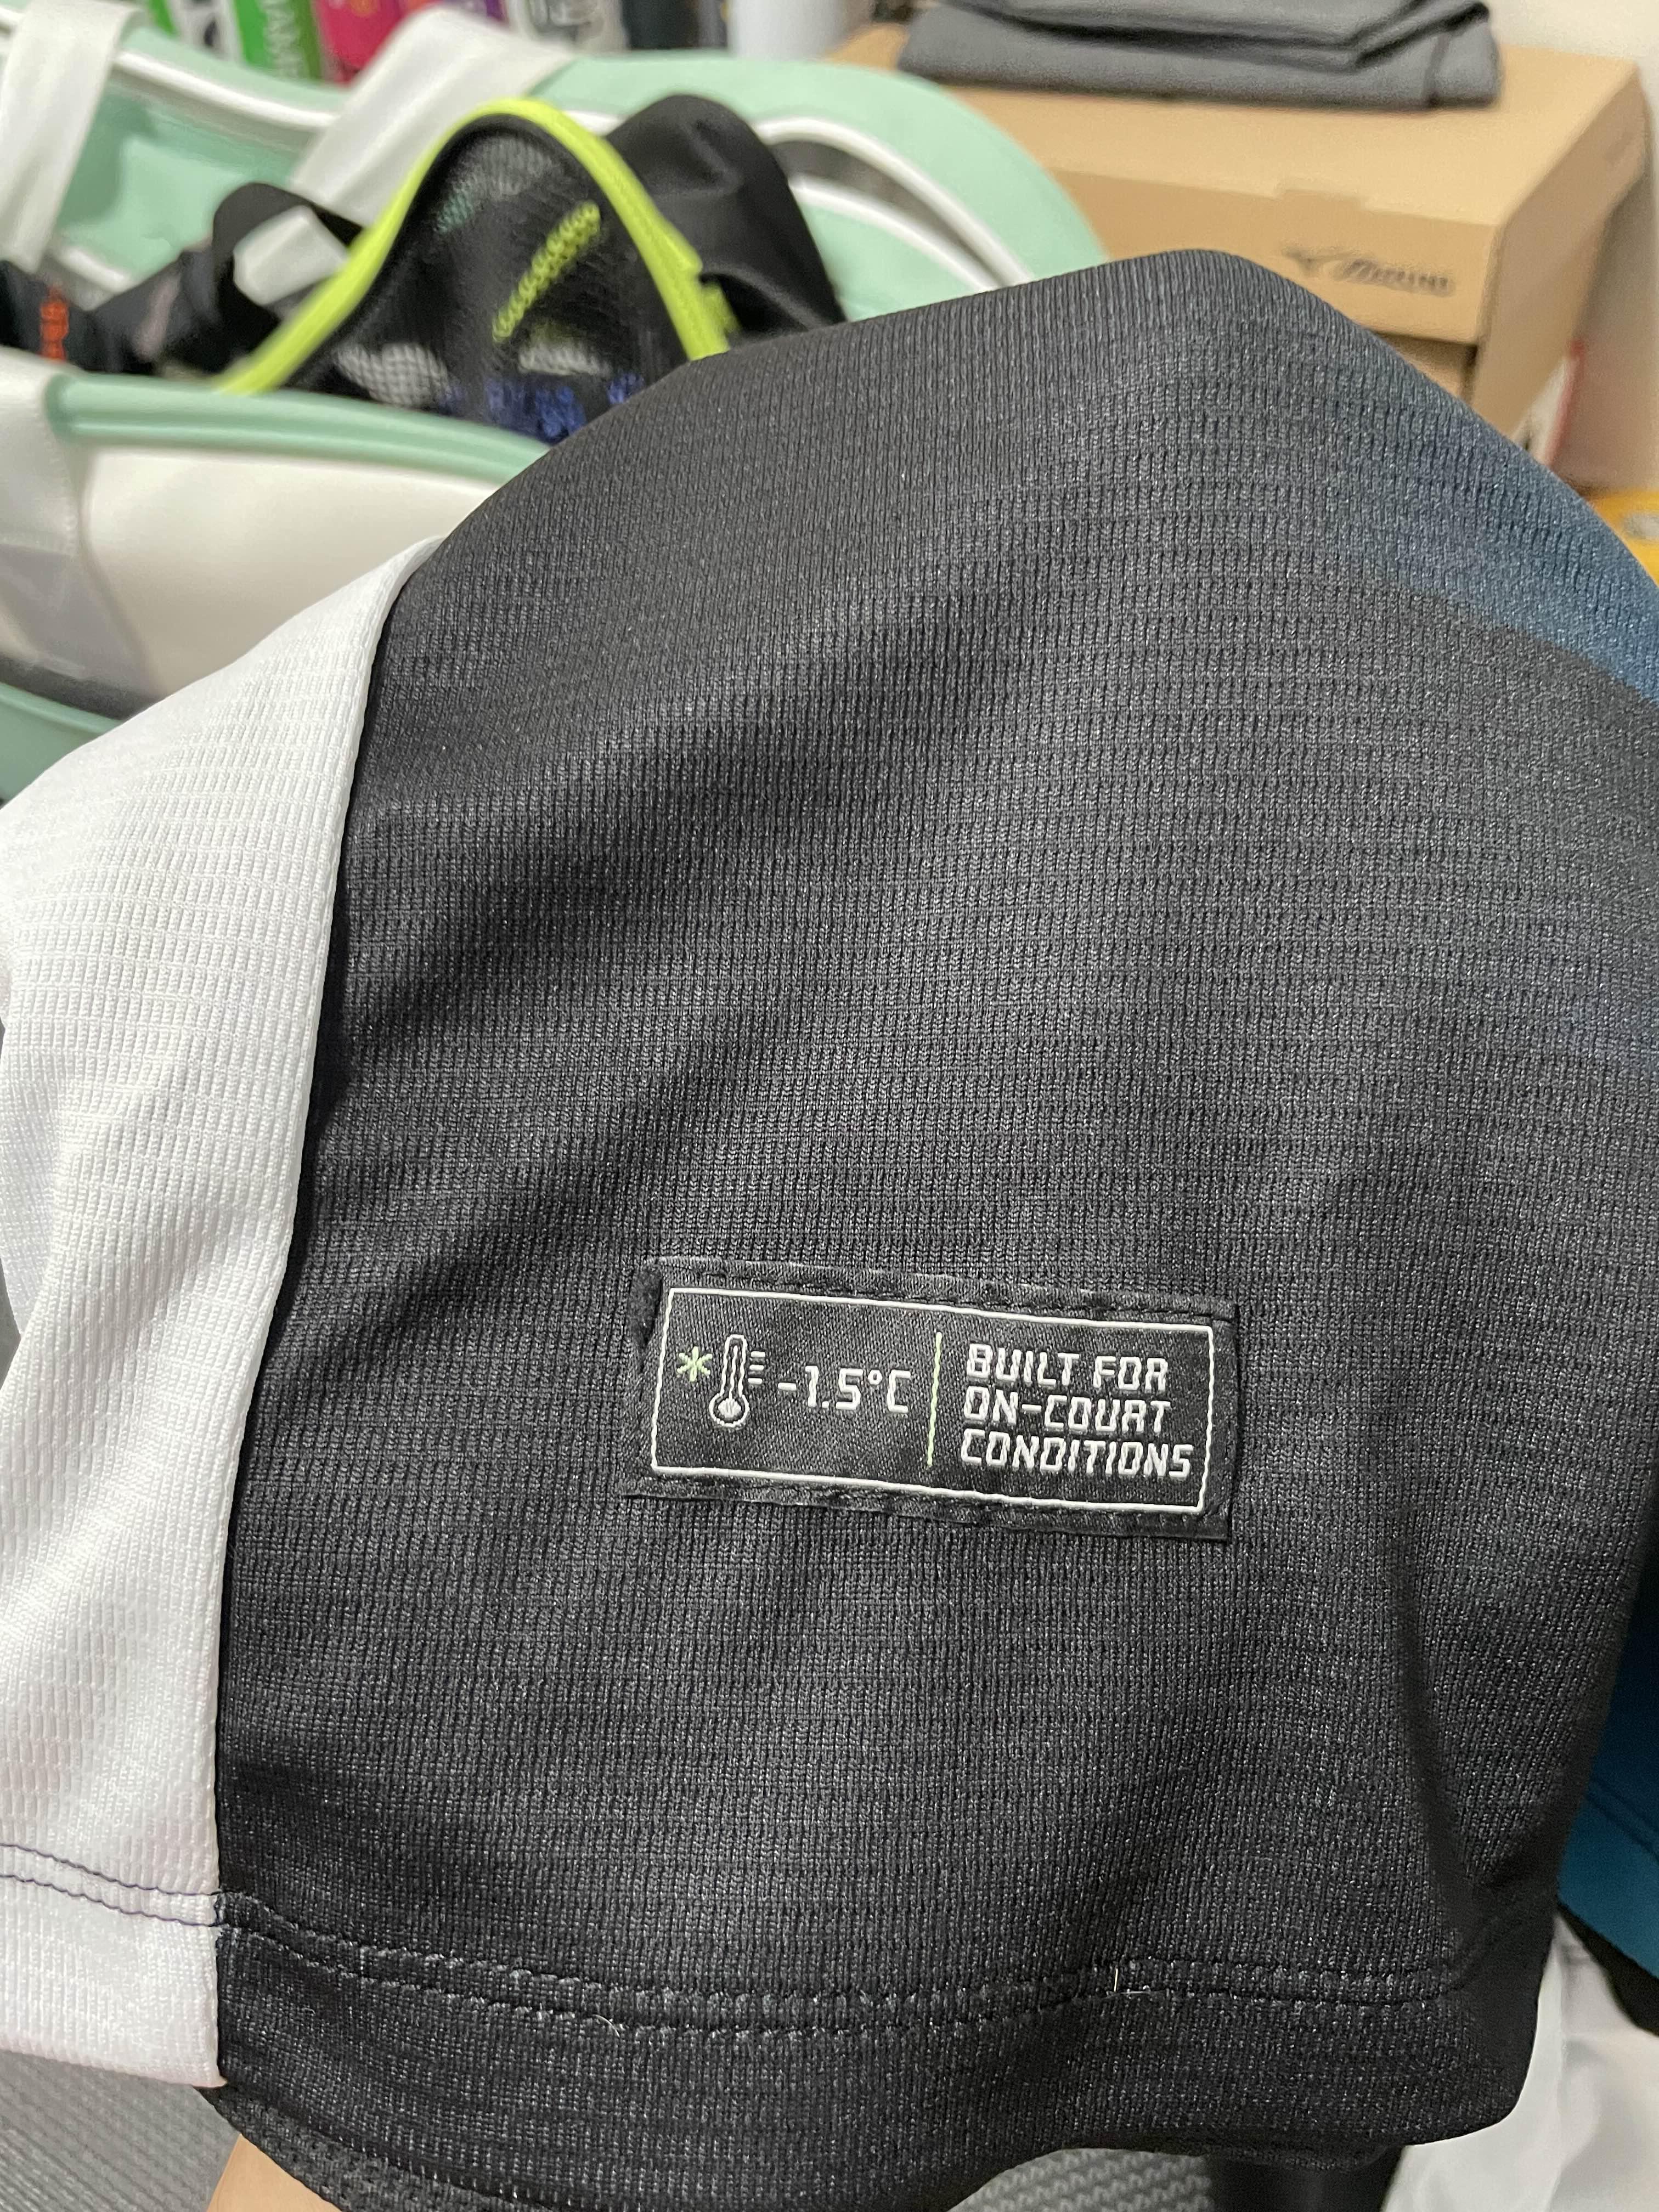 -1.5°C
BUILT FOR
ON-COURT
CONDITIONS